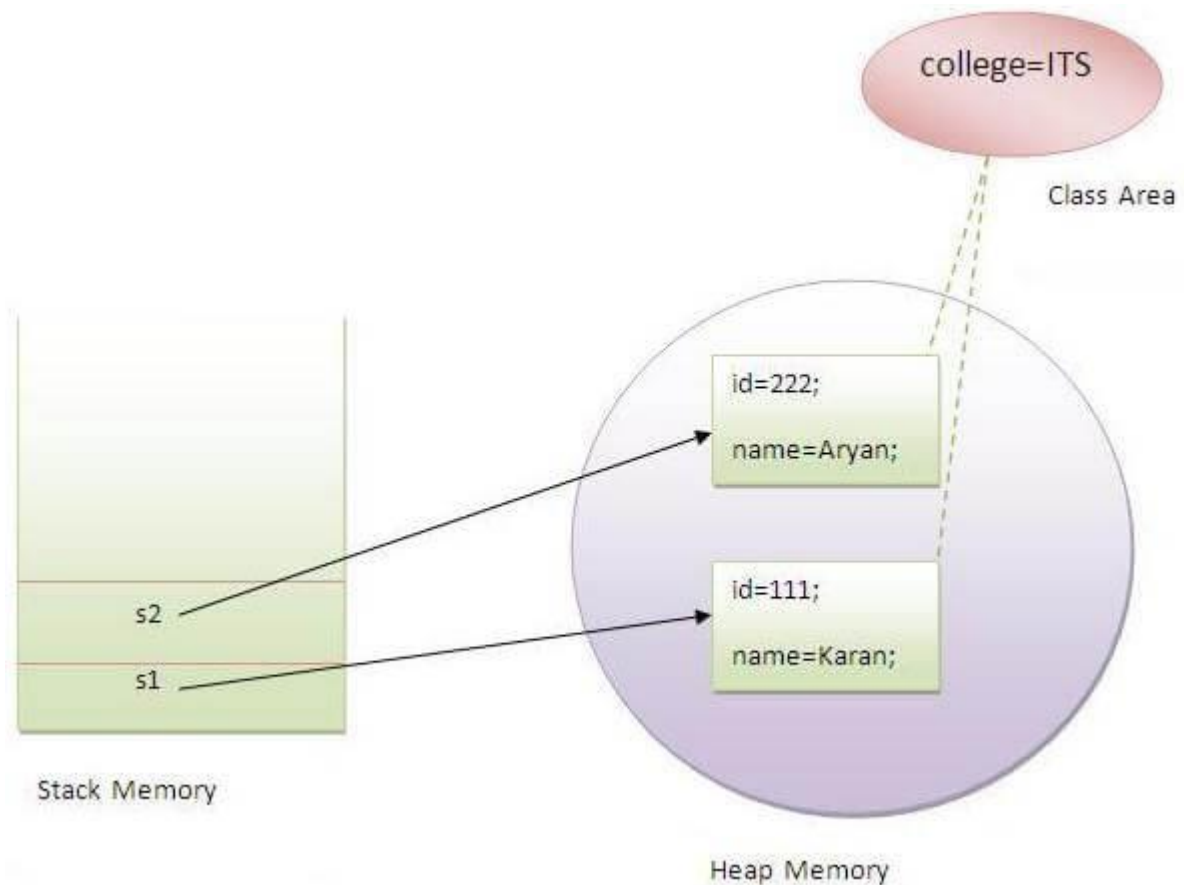 college=ITS
Class Area
id=222;
name=Aryan;
s2
id=111;
name=Karan;
s1
Stack Memory
Heap Memory